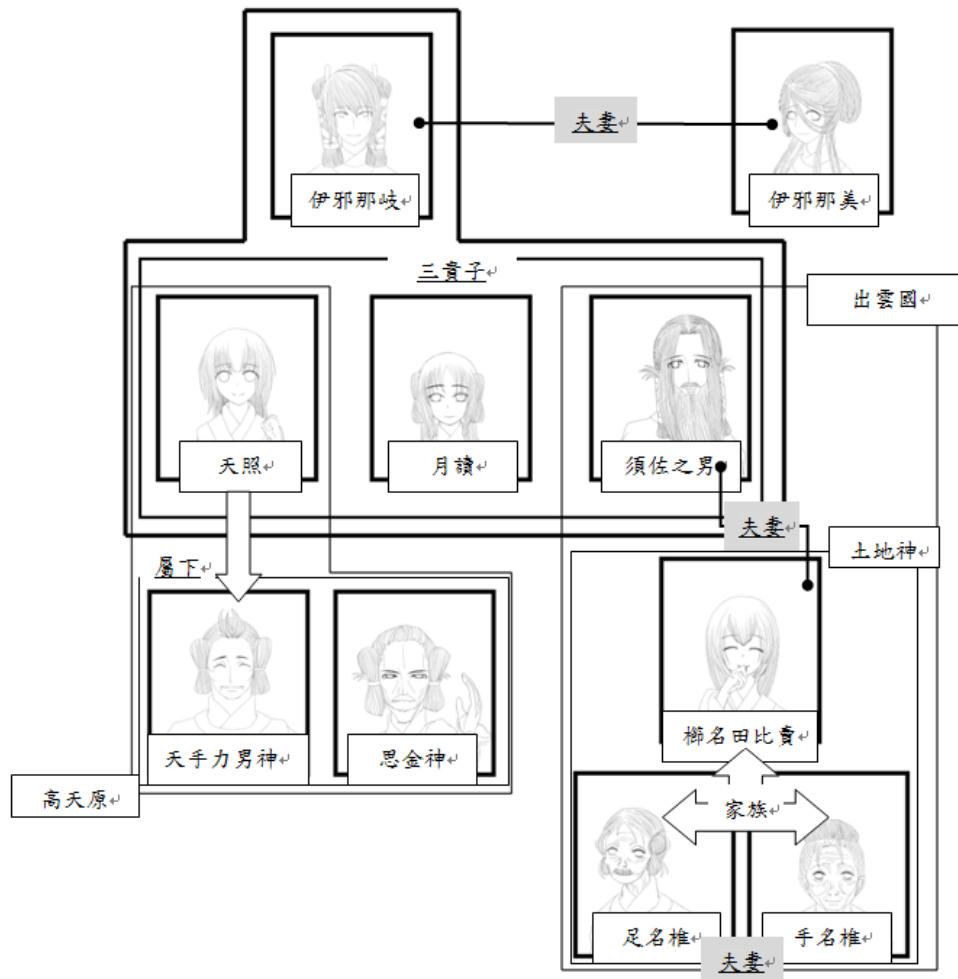 夫妻
伊邪那岐
伊邪那美
三貴子
出雲國
天照
月讀
須佐之男
夫妻
土地神
屬下
天手力男神
思金神
櫛名田比賣
高天原
家族
足名椎
手名椎
夫妻